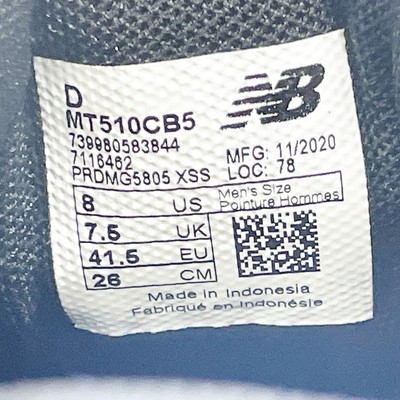 D
NB
MT510CB5
739980583844
7116462
PRDMG5805 XSS
MFG: 11/2020
LOC: 78
8 US Men's Size
Pointure Hommes
7.5 UK
41.5 EU
26 CM
Made in Indonesia
Fabriqué en Indonésie